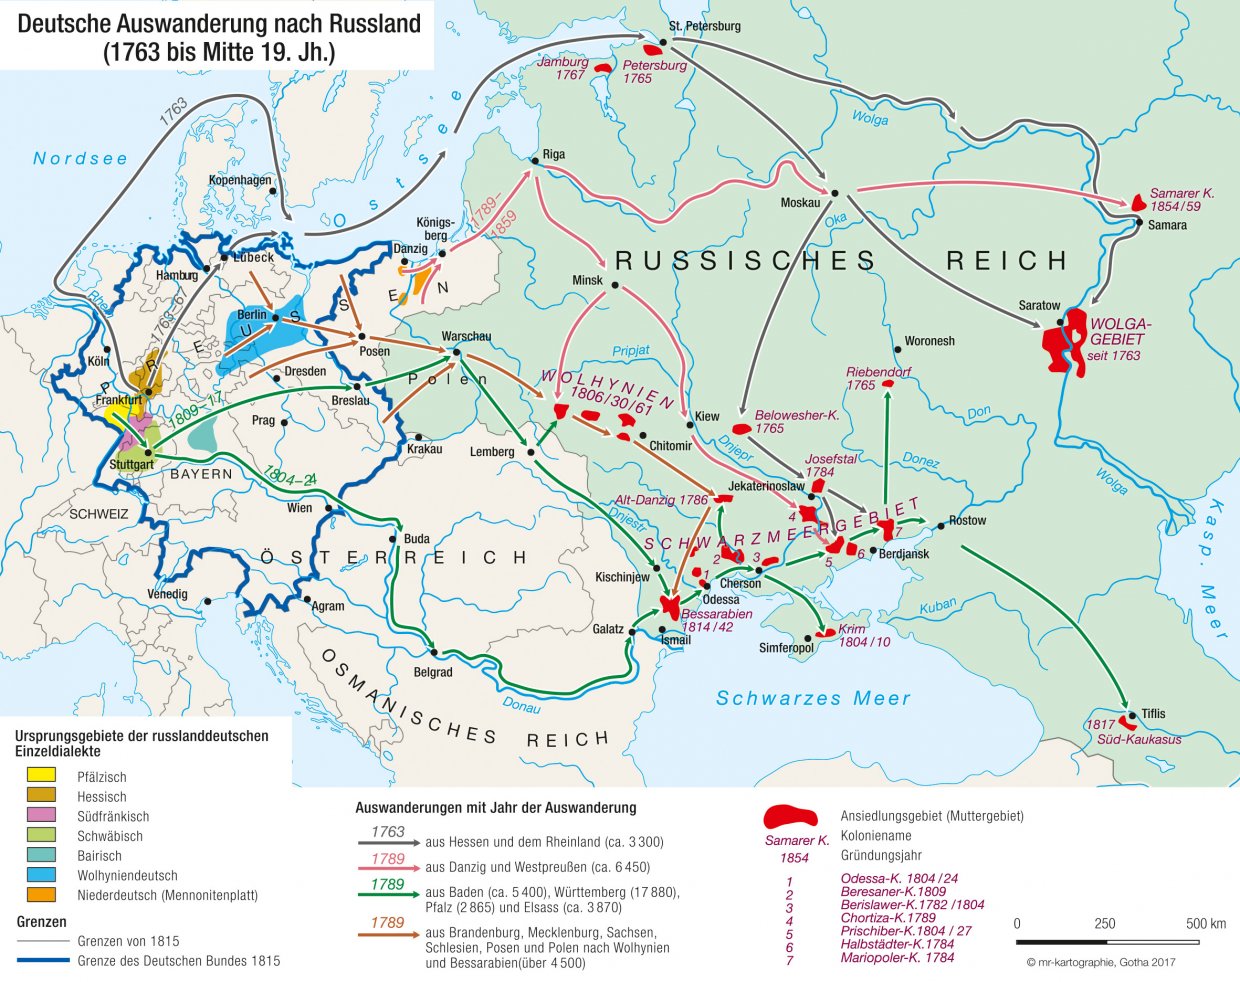 Deutsche Auswanderung nach Russland
(1763 bis Mitte 19. Jh.)
St. Petersburg
Jamburg
1767
Petersburg
1765
Nordsee
Ostsee
1763
Wolga
Kopenhagen
Riga
Moskau
Samarer K.
1854/59
Samara
Oka
Königs-
berg
1789–
1859
Danzig
Lübeck
Hamburg
Rhein
1763–6
RUSSISCHES REICH
Minsk
Saratow
WOLGA-
GEBIET
seit 1763
PREUSSEN
Berlin
Posen
Warschau
Pripjat
Woronesh
Köln
Dresden
Polen
Riebendorf
1765
Frankfurt
1809–17
Breslau
WOLHYNIEN
1806/30/61
Kiew
Belowesher-K.
1765
Don
Prag
Krakau
Lemberg
Chitomir
Dnjepr
Stuttgart
BAYERN
1804–24
Josefstal
1784
Donez
Wolga
Jekaterinoslaw
Alt-Danzig 1786
Dnjestr
SCHWEIZ
Wien
4
SCHWARZMEERGEBIET
Rostow
Kasp. Meer
Buda
ÖSTERREICH
2
3
5
6
7
Berdjansk
Kischinjew
1
Cherson
Odessa
Venedig
Agram
Bessarabien
1814/42
Kuban
Galatz
Ismail
Krim
1804/10
Simferopol
Belgrad
OSMANISCHES REICH
Donau
Schwarzes Meer
Tiflis
1817
Süd-Kaukasus
Ursprungsgebiete der russlanddeutschen
Einzeldialekte
Pfälzisch
Hessisch
Südfränkisch
Schwäbisch
Bairisch
Wolhyniendeutsch
Niederdeutsch (Mennonitenplatt)
Grenzen
Grenzen von 1815
Grenze des Deutschen Bundes 1815
Auswanderungen mit Jahr der Auswanderung
1763
aus Hessen und dem Rheinland (ca. 3 300)
1789
aus Danzig und Westpreußen (ca. 6 450)
1789
aus Baden (ca. 5 400), Württemberg (17 880),
Pfalz (2 865) und Elsass (ca. 3 870)
1789
aus Brandenburg, Mecklenburg, Sachsen,
Schlesien, Posen und Polen nach Wolhynien
und Bessarabien(über 4 500)
Ansiedlungsgebiet (Muttergebiet)
Samarer K.
Kolonienname
1854
Gründungsjahr
1 Odessa-K. 1804/24
2 Beresaner-K.1809
3 Berislawer-K.1782/1804
4 Chortiza-K.1789
5 Prischiber-K.1804/27
6 Halbstädter-K.1784
7 Mariopoler-K. 1784
0 250 500 km
© mr-kartographie, Gotha 2017